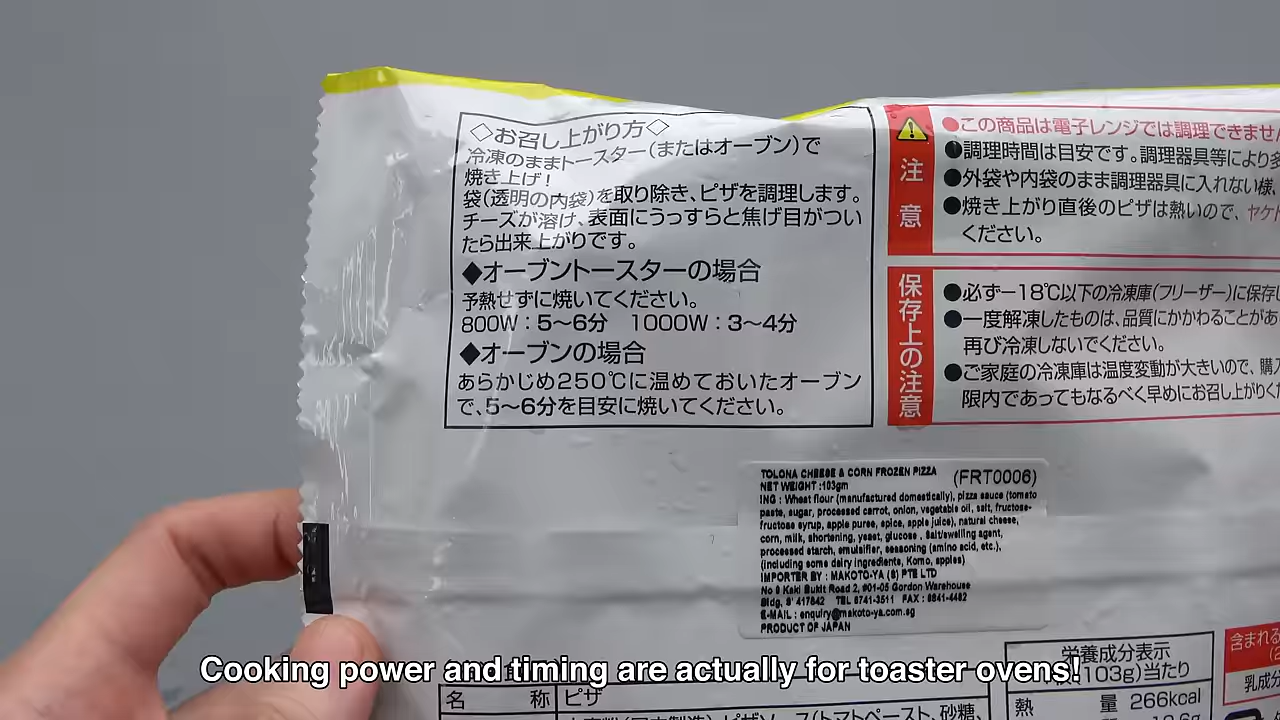 ◇お召し上がり方◇
冷凍のままトースター(またはオーブン)で
焼き上げ!
袋(透明の内袋)を取り除き、ピザを調理します。
チーズが溶け、表面にうっすらと焦げ目がつい
たら出来上がりです。
◆オーブントースターの場合
予熱せずに焼いてください。
800W:5〜6分 1000W:3〜4分
◆オーブンの場合
あらかじめ250℃に温めておいたオーブン
で、5〜6分を目安に焼いてください。
注意
●この商品は電子レンジでは調理できませ
●調理時間は目安です。調理器具等により多
●外袋や内袋のまま調理器具に入れない様、
●焼き上がり直後のピザは熱いので、ヤケ
ください。
保存上の注意
●必ず−18℃以下の冷凍庫(フリーザー)に保存し
●一度解凍したものは、品質にかかわることがあ
再び冷凍しないでください。
●ご家庭の冷凍庫は温度変動が大きいので、購入
限内であってもなるべく早めにお召し上がりく
TOLONA CHEESE & CORN FROZEN PIZZA (FRT0006)
NET WEIGHT :103gm
ING : Wheat flour (manufactured domestically), pizza sauce (tomato
paste, sugar, processed carrot, onion, vegetable oil, salt, fructose-
fructose syrup, apple puree, spice, apple juice), natural cheese,
corn, milk, shortening, yeast, glucose , Salt/swelling agent,
processed starch, emulsifier, seasoning (amino acid, etc.),
(including some dairy ingredients, Komo, apples)
IMPORTER BY : MAKOTO-YA (S) PTE LTD
No 9 Kaki Bukit Road 2, #01-05 Gordon Warehouse
Bldg, S' 417842 TEL 6741-3511 FAX : 6841-4482
E-MAIL : enquiry@makoto-ya.com.sg
PRODUCT OF JAPAN
Cooking power and timing are actually for toaster ovens!
名 称 ピザ
ピザソース(トマトペースト、砂糖、
栄養成分表示
(103g)当たり
熱 量 266kcal
含まれる
乳成分